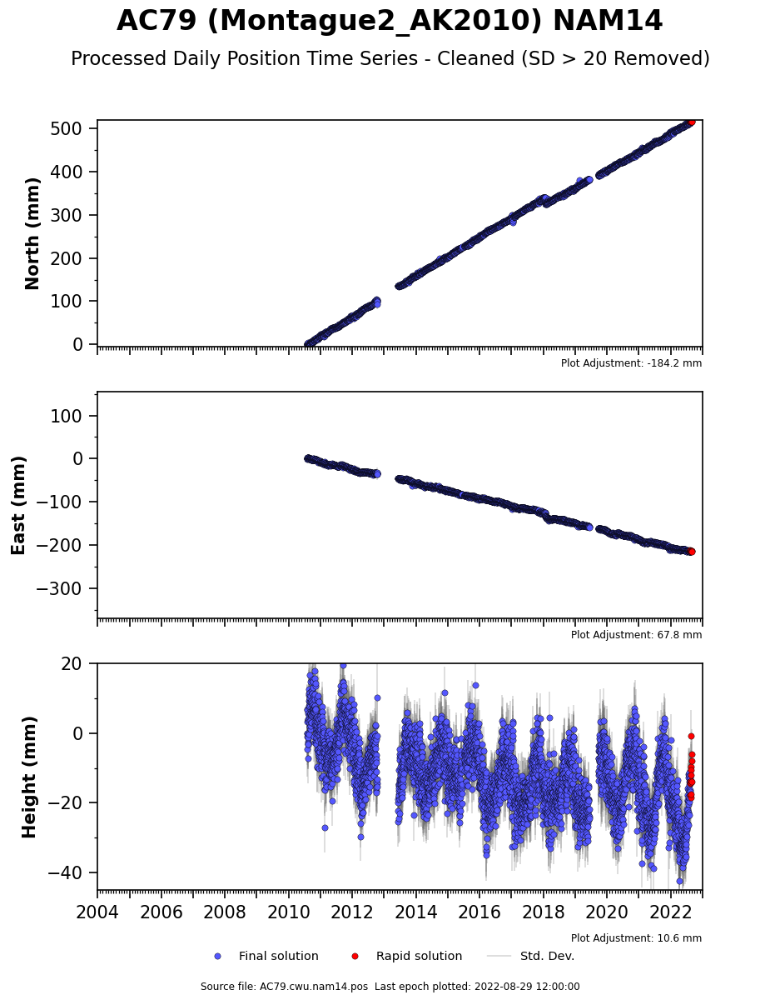 AC79 (Montague2_AK2010) NAM14
Processed Daily Position Time Series - Cleaned (SD > 20 Removed)
500
400
300
200
100
0
North (mm)
Plot Adjustment: -184.2 mm
100
0
−100
−200
−300
East (mm)
Plot Adjustment: 67.8 mm
20
0
−20
−40
Height (mm)
2004 2006 2008 2010 2012 2014 2016 2018 2020 2022
Plot Adjustment: 10.6 mm
Final solution Rapid solution Std. Dev.
Source file: AC79.cwu.nam14.pos Last epoch plotted: 2022-08-29 12:00:00